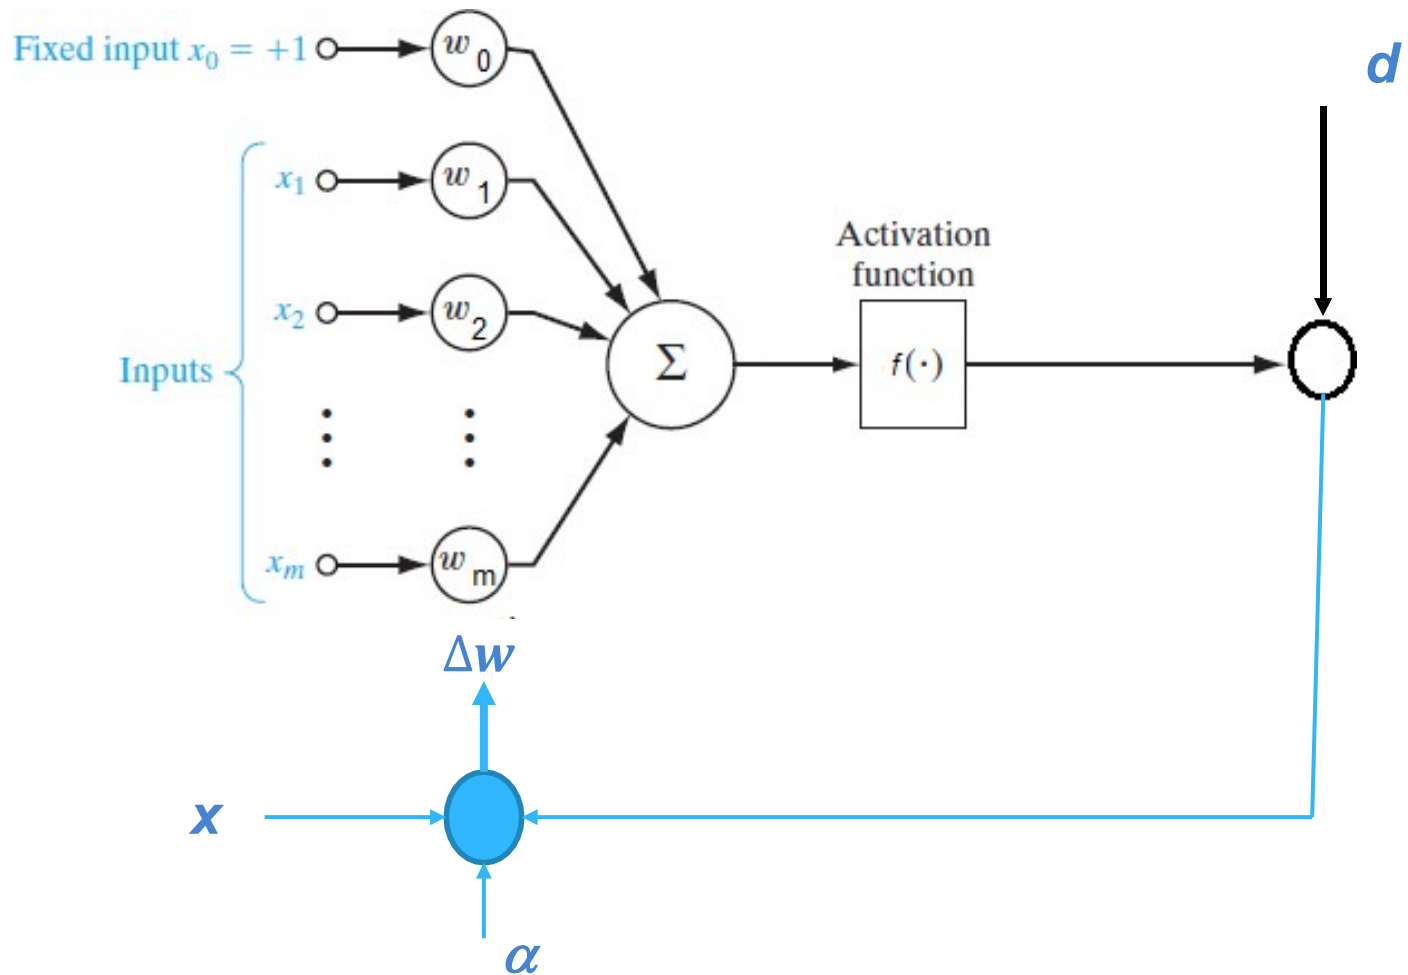 Fixed input x₀ = +1
w₀
d
x₁
w₁
Activation
function
x₂
w₂
Inputs
Σ
f(·)
xₘ
wₘ
Δw
x
α